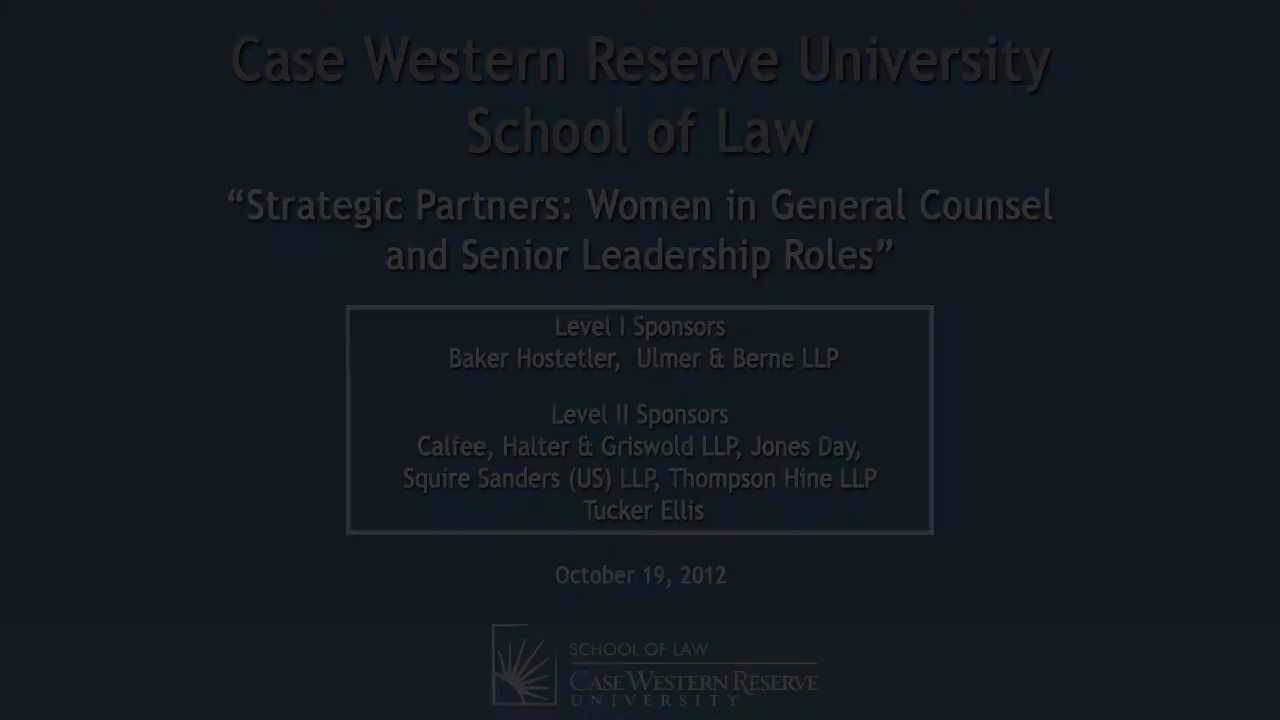 Case Western Reserve University
School of Law
“Strategic Partners: Women in General Counsel
and Senior Leadership Roles”
Level I Sponsors
Baker Hostetler,  Ulmer & Berne LLP
Level II Sponsors
Calfee, Halter & Griswold LLP, Jones Day,
Squire Sanders (US) LLP, Thompson Hine LLP
Tucker Ellis
October 19, 2012
SCHOOL OF LAW
CASE WESTERN RESERVE
UNIVERSITY